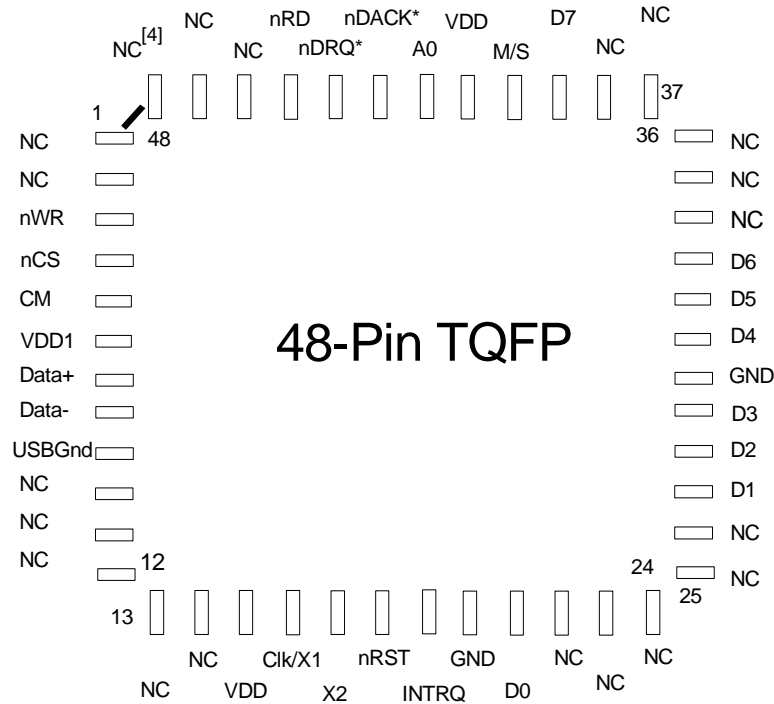 nRD nDACK* D7 NC
NC VDD
NC[4] NC nDRQ* A0 M/S NC
1 37
48 36
NC NC
NC NC
nWR NC
nCS D6
CM D5
VDD1 48-Pin TQFP D4
Data+ GND
Data- D3
USBGnd D2
NC D1
NC NC
NC 12 24 NC
13 25
NC Clk/X1 nRST GND NC NC
NC VDD X2 INTRQ D0 NC